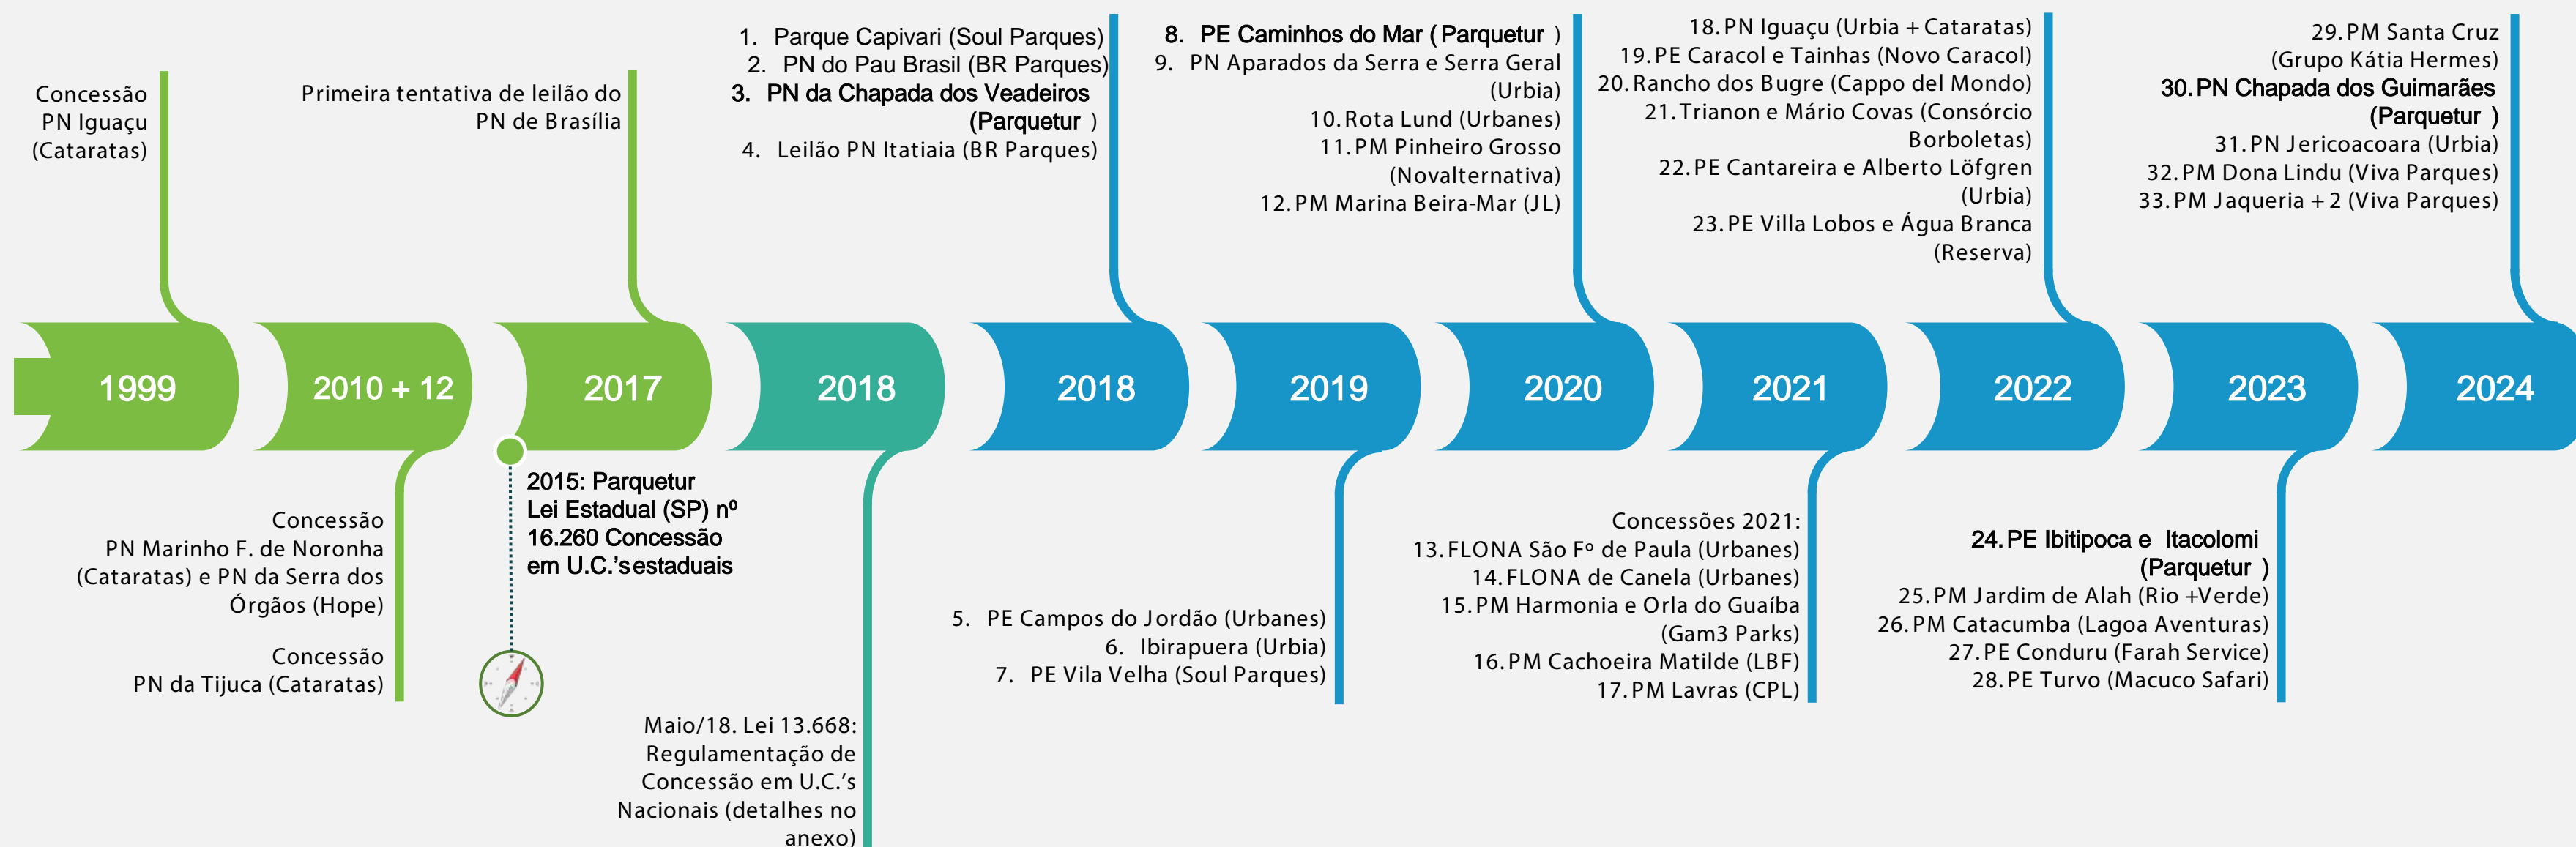 Concessão
PN Iguaçu
(Cataratas)
Primeira tentativa de leilão do
PN de Brasília
1. Parque Capivari (Soul Parques)
2. PN do Pau Brasil (BR Parques)
3. PN da Chapada dos Veadeiros
(Parquetur )
4. Leilão PN Itatiaia (BR Parques)
8. PE Caminhos do Mar ( Parquetur )
9. PN Aparados da Serra e Serra Geral
(Urbia)
10. Rota Lund (Urbanes)
11. PM Pinheiro Grosso
(Novalternativa)
12. PM Marina Beira-Mar (JL)
18. PN Iguaçu (Urbia + Cataratas)
19. PE Caracol e Tainhas (Novo Caracol)
20. Rancho dos Bugre (Cappo del Mondo)
21. Trianon e Mário Covas (Consórcio
Borboletas)
22. PE Cantareira e Alberto Löfgren
(Urbia)
23. PE Villa Lobos e Água Branca
(Reserva)
29. PM Santa Cruz
(Grupo Kátia Hermes)
30. PN Chapada dos Guimarães
(Parquetur )
31. PN Jericoacoara (Urbia)
32. PM Dona Lindu (Viva Parques)
33. PM Jaqueria + 2 (Viva Parques)
1999
2010 + 12
2017
2018
2018
2019
2020
2021
2022
2023
2024
Concessão
PN Marinho F. de Noronha
(Cataratas) e PN da Serra dos
Órgãos (Hope)
Concessão
PN da Tijuca (Cataratas)
2015: Parquetur
Lei Estadual (SP) nº
16.260 Concessão
em U.C.'s estaduais
Maio/18. Lei 13.668:
Regulamentação de
Concessão em U.C.'s
Nacionais (detalhes no
anexo)
5. PE Campos do Jordão (Urbanes)
6. Ibirapuera (Urbia)
7. PE Vila Velha (Soul Parques)
Concessões 2021:
13. FLONA São Fº de Paula (Urbanes)
14. FLONA de Canela (Urbanes)
15. PM Harmonia e Orla do Guaíba
(Gam3 Parks)
16. PM Cachoeira Matilde (LBF)
17. PM Lavras (CPL)
24. PE Ibitipoca e Itacolomi
(Parquetur )
25. PM Jardim de Alah (Rio +Verde)
26. PM Catacumba (Lagoa Aventuras)
27. PE Conduru (Farah Service)
28. PE Turvo (Macuco Safari)